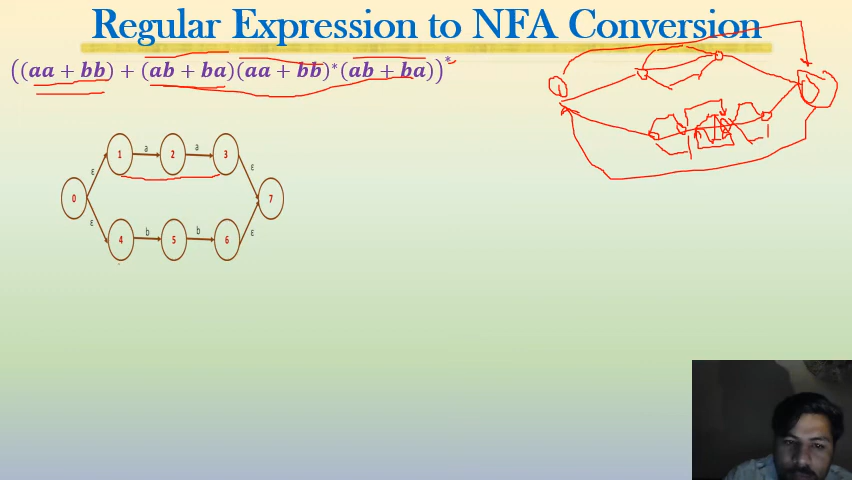 Regular Expression to NFA Conversion
((aa + bb) + (ab + ba)(aa + bb)*(ab + ba))*
1 a 2 a 3
ε ε
0 7
ε ε
4 b 5 b 6